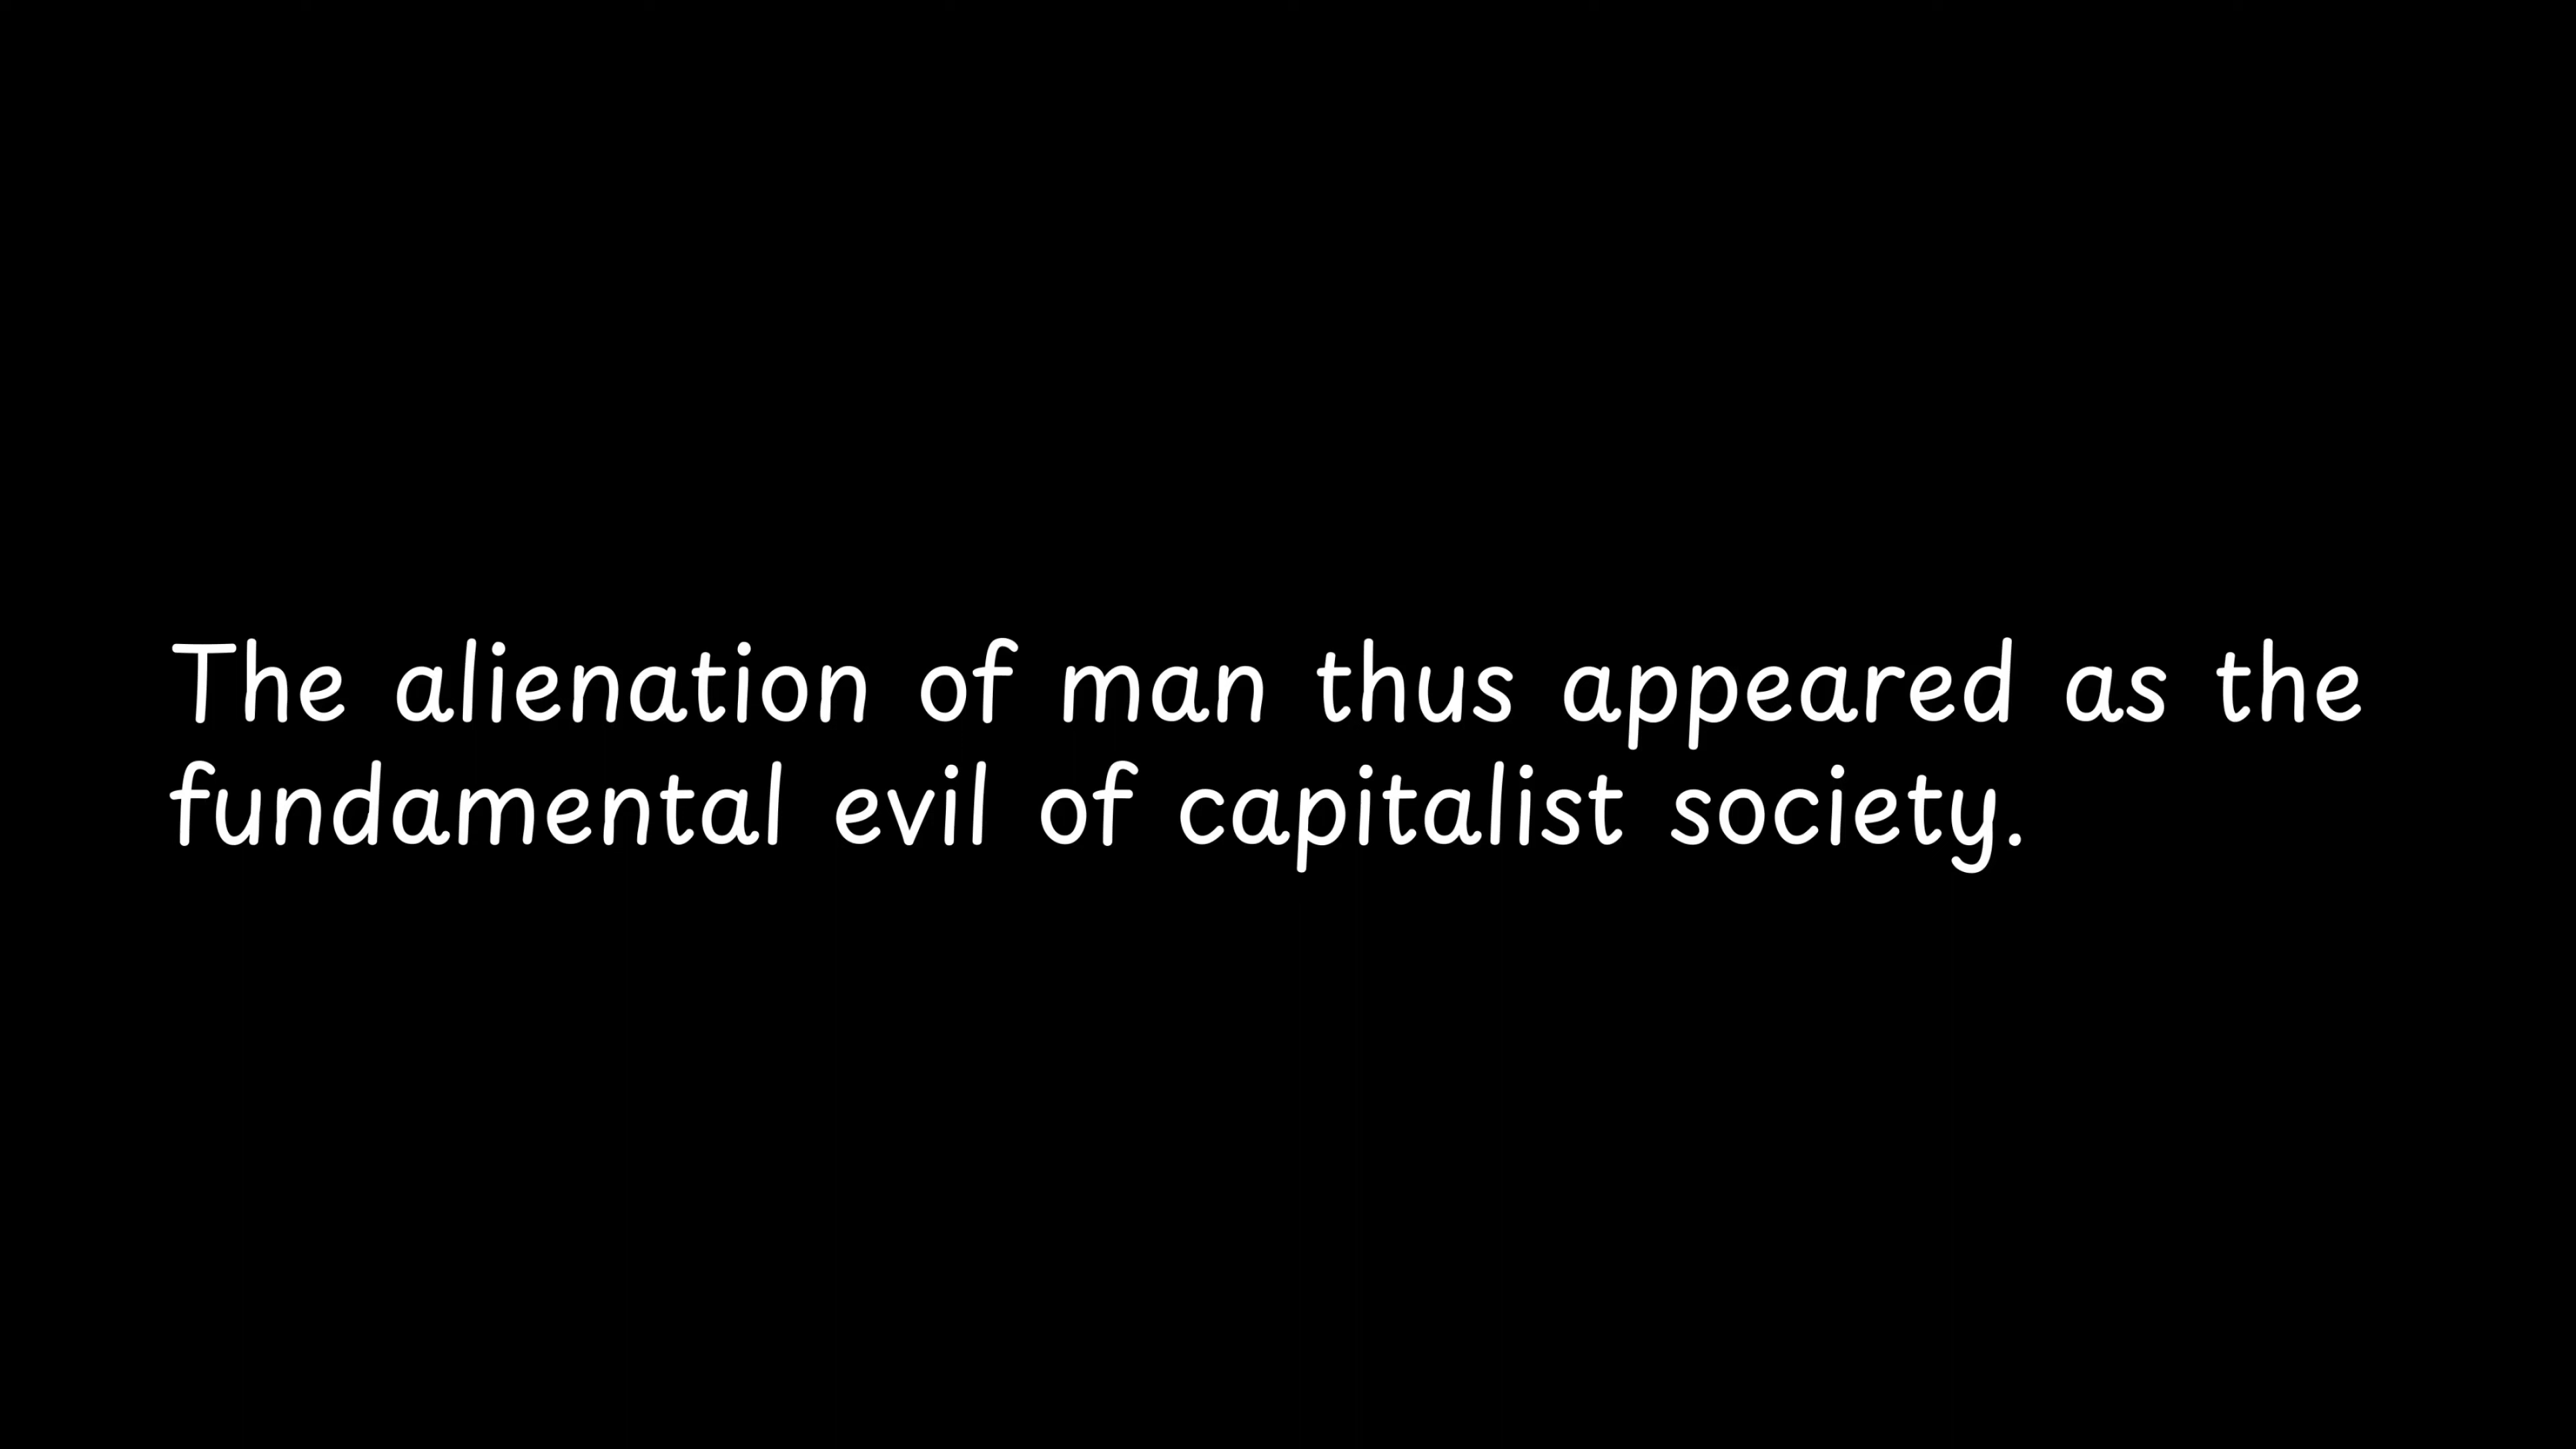 The alienation of man thus appeared as the
fundamental evil of capitalist society.